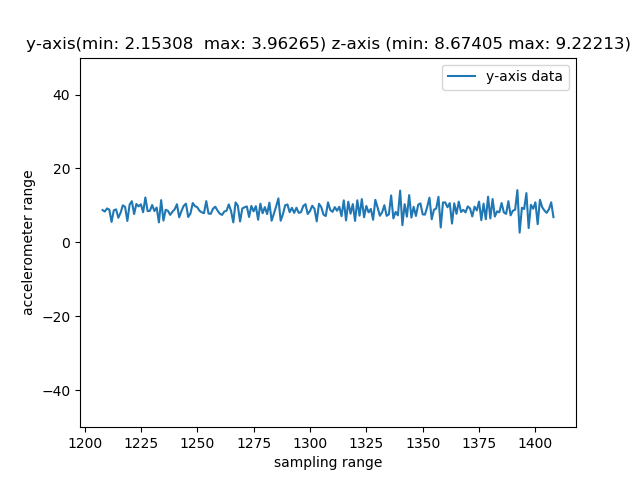 y-axis(min: 2.15308  max: 3.96265) z-axis (min: 8.67405 max: 9.22213)
y-axis data
accelerometer range
40
20
0
−20
−40
1200 1225 1250 1275 1300 1325 1350 1375 1400
sampling range